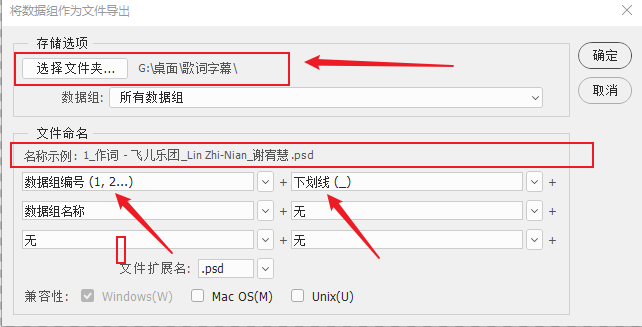 将数据组作为文件导出
存储选项
选择文件夹... G:\桌面\歌词字幕\
确定
数据组: 所有数据组
取消
文件命名
名称示例: 1_作词 - 飞儿乐团_Lin Zhi-Nian_谢宥慧.psd
数据组编号 (1, 2...) + 下划线 (_) +
数据组名称 + 无 +
无 + 无
文件扩展名: .psd
兼容性: Windows(W) Mac OS(M) Unix(U)